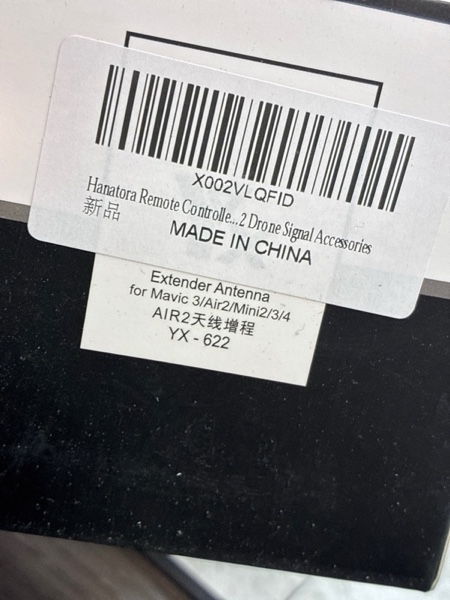 X002VLQFID
Hanatora Remote Controlle...2 Drone Signal Accessories
新品
MADE IN CHINA
Extender Antenna
for Mavic 3/Air2/Mini2/3/4
AIR2天线增程
YX - 622